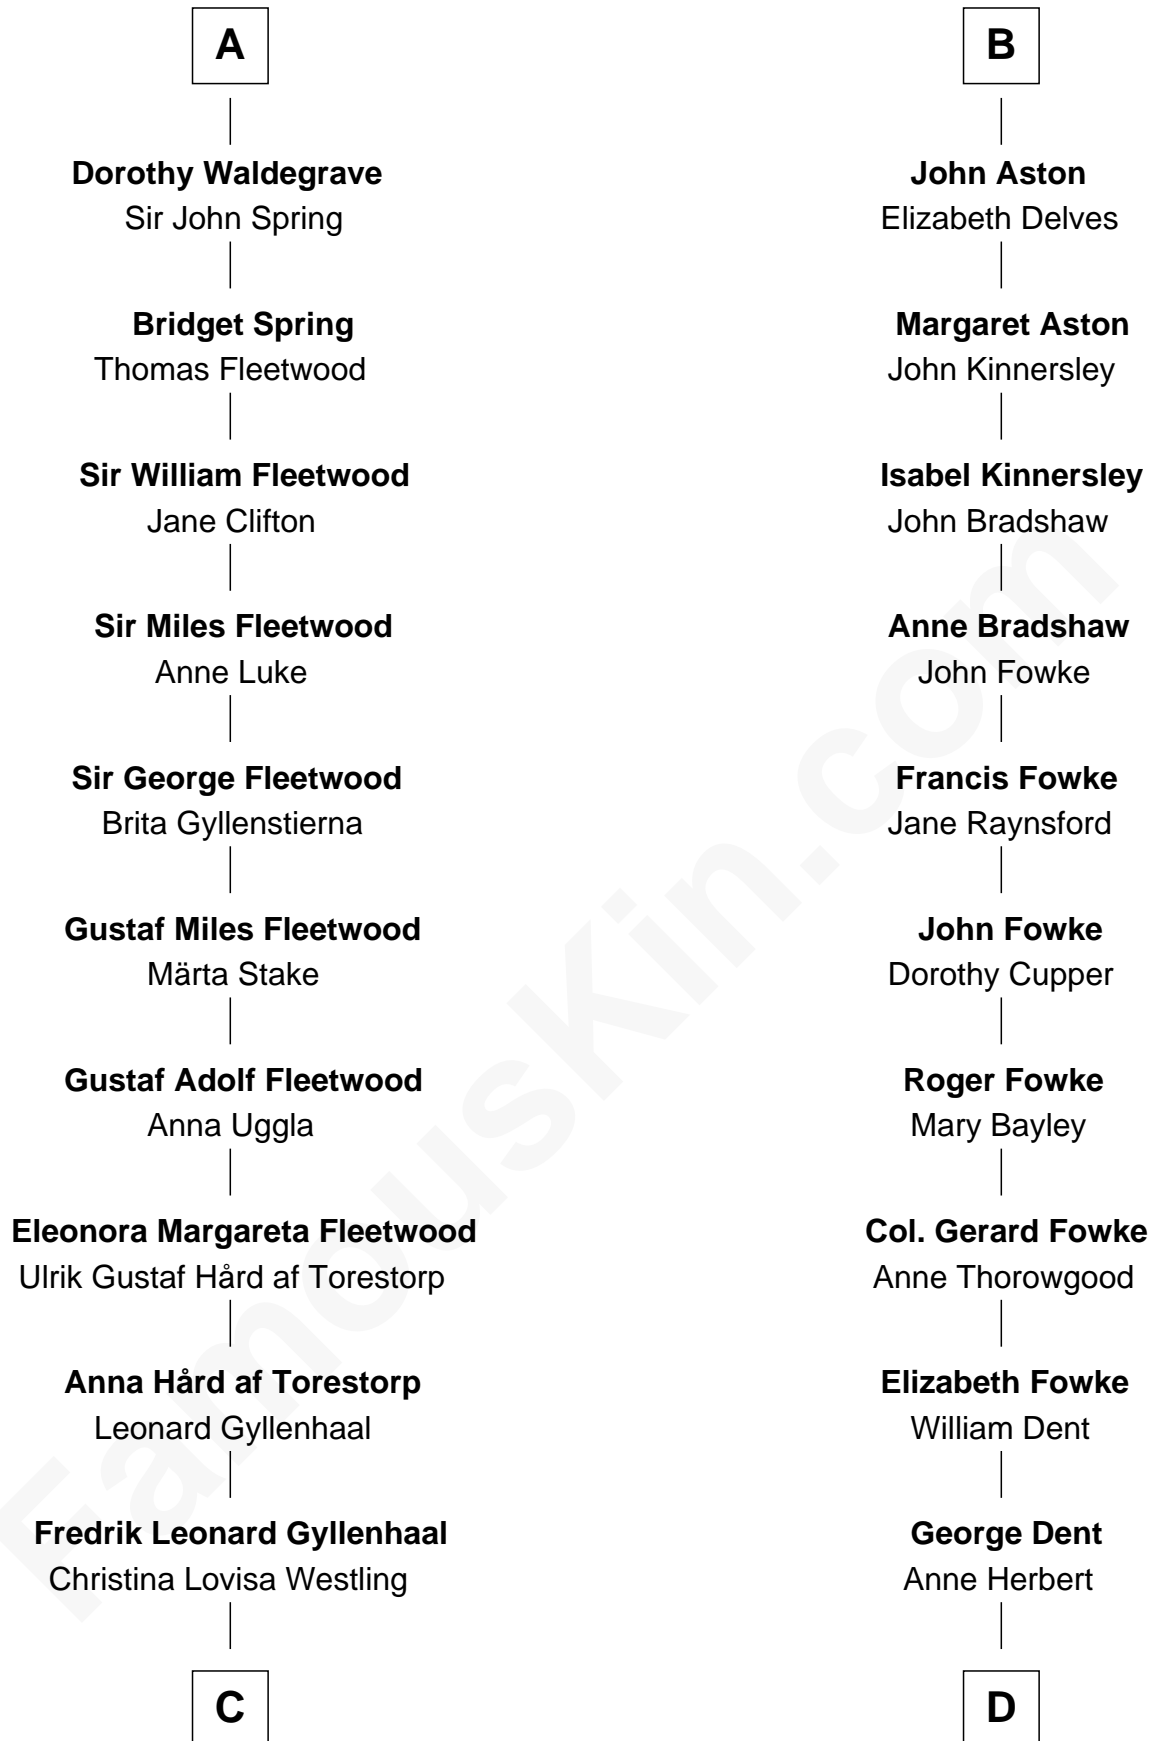 A
Dorothy Waldegrave
Sir John Spring
Bridget Spring
Thomas Fleetwood
Sir William Fleetwood
Jane Clifton
Sir Miles Fleetwood
Anne Luke
Sir George Fleetwood
Brita Gyllenstierna
Gustaf Miles Fleetwood
Märta Stake
Gustaf Adolf Fleetwood
Anna Uggla
Eleonora Margareta Fleetwood
Ulrik Gustaf Hård af Torestorp
Anna Hård af Torestorp
Leonard Gyllenhaal
Fredrik Leonard Gyllenhaal
Christina Lovisa Westling
C
B
John Aston
Elizabeth Delves
Margaret Aston
John Kinnersley
Isabel Kinnersley
John Bradshaw
Anne Bradshaw
John Fowke
Francis Fowke
Jane Raynsford
John Fowke
Dorothy Cupper
Roger Fowke
Mary Bayley
Col. Gerard Fowke
Anne Thorowgood
Elizabeth Fowke
William Dent
George Dent
Anne Herbert
D
FamousKin.com